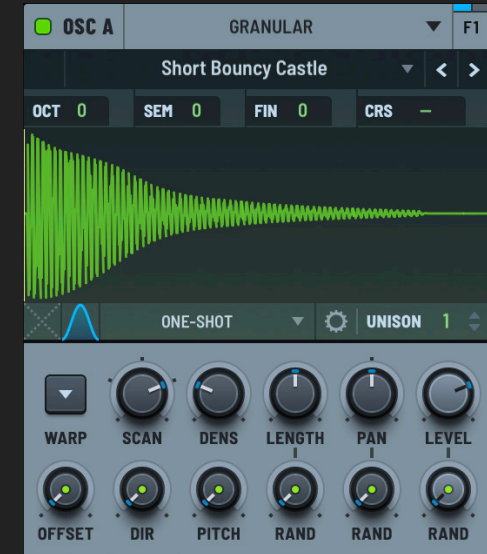 OSC A GRANULAR F1
Short Bouncy Castle
OCT 0 SEM 0 FIN 0 CRS –
ONE-SHOT UNISON 1
WARP SCAN DENS LENGTH PAN LEVEL
OFFSET DIR PITCH RAND RAND RAND